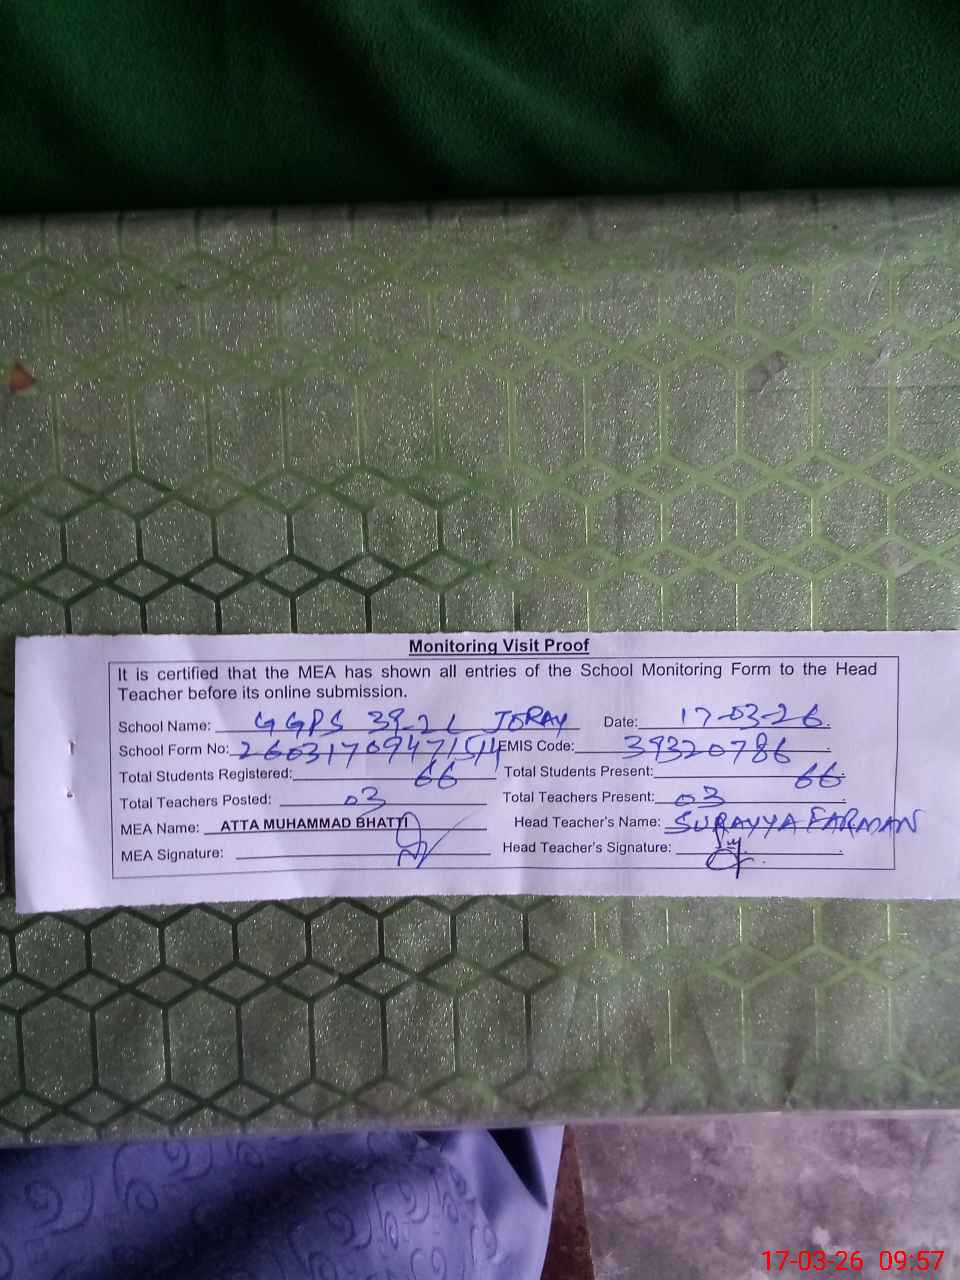 Monitoring Visit Proof
It is certified that the MEA has shown all entries of the School Monitoring Form to the Head
Teacher before its online submission.
School Name: GGPS 39-2L JORAY Date: 17-03-26
School Form No: 26031709471514 EMIS Code: 39320786
Total Students Registered: 66 Total Students Present: 66
Total Teachers Posted: 03 Total Teachers Present: 03
MEA Name: ATTA MUHAMMAD BHATTI Head Teacher's Name: SURAYYA FARMAN
MEA Signature: Head Teacher's Signature:
17-03-26 09:57